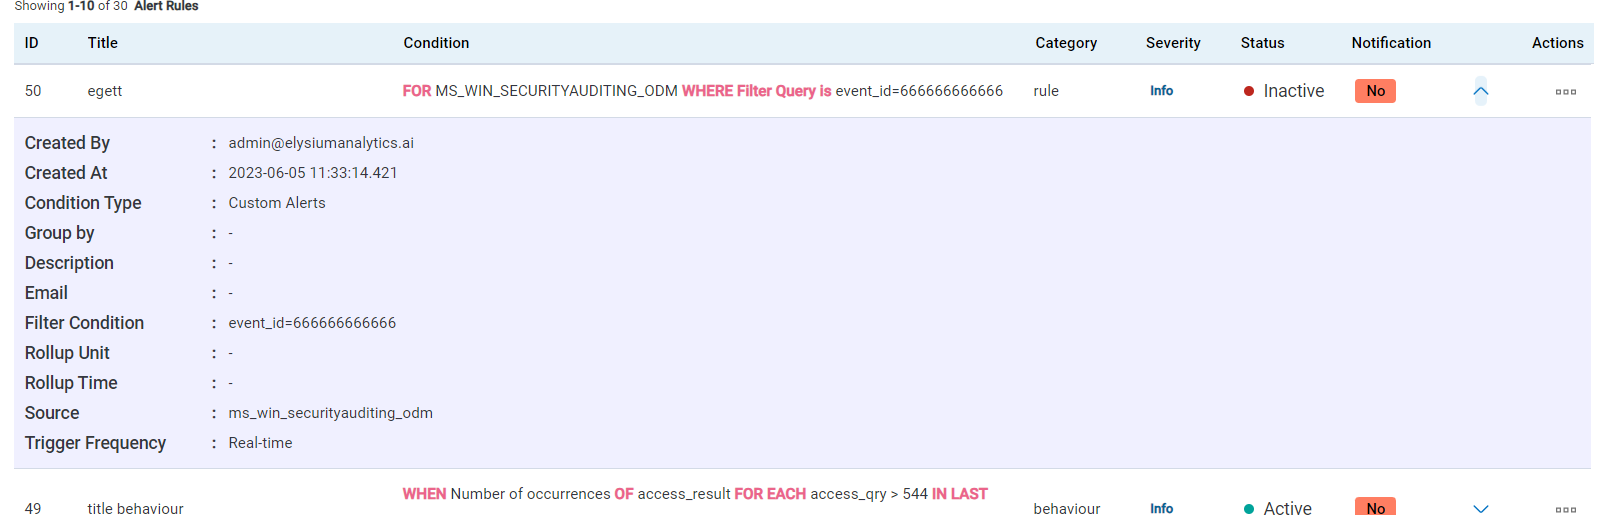 Showing 1-10 of 30 Alert Rules
ID Title Condition Category Severity Status Notification Actions
50 egett FOR MS_WIN_SECURITYAUDITING_ODM WHERE Filter Query is event_id=666666666666 rule Info Inactive No
Created By : admin@elysiumanalytics.ai
Created At : 2023-06-05 11:33:14.421
Condition Type : Custom Alerts
Group by : -
Description : -
Email : -
Filter Condition : event_id=666666666666
Rollup Unit : -
Rollup Time : -
Source : ms_win_securityauditing_odm
Trigger Frequency : Real-time
WHEN Number of occurrences OF access_result FOR EACH access_qry > 544 IN LAST
49 title behaviour behaviour Info Active No